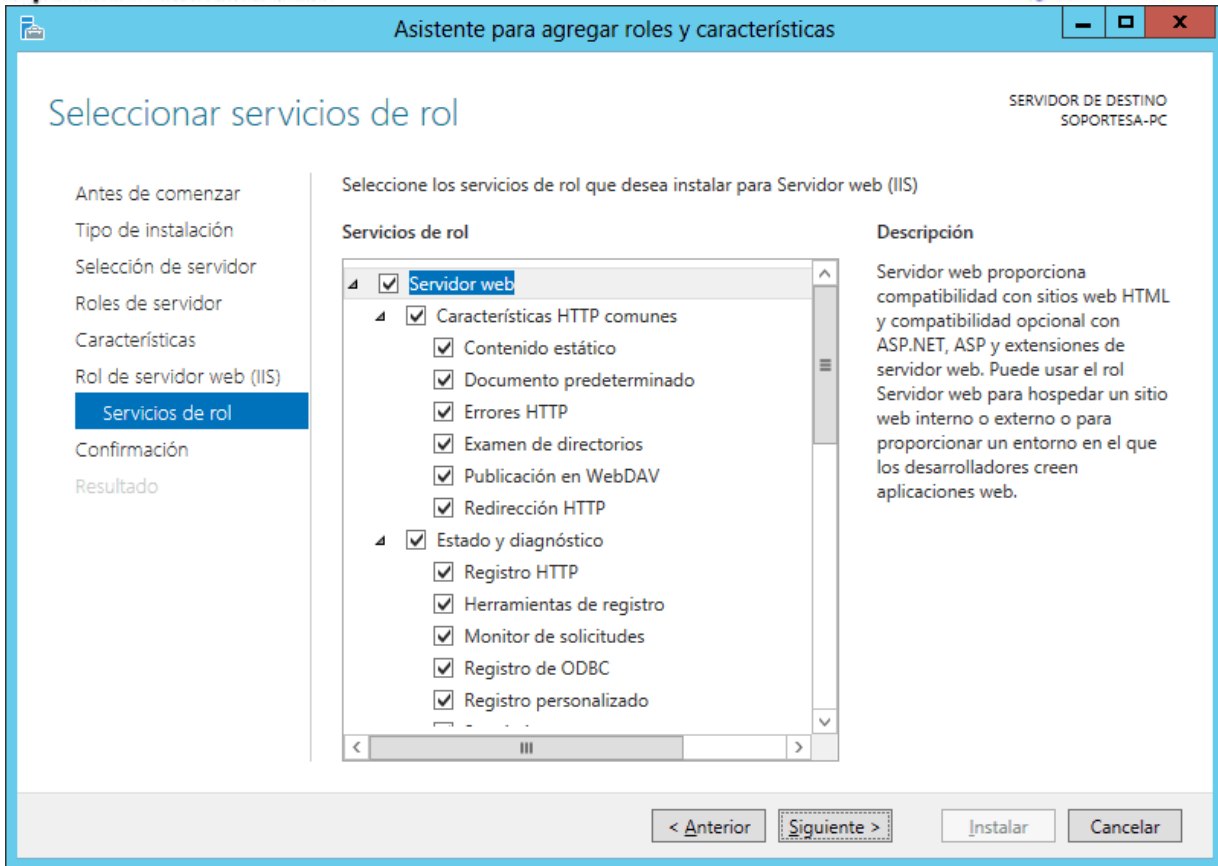 Asistente para agregar roles y características
Seleccionar servicios de rol
SERVIDOR DE DESTINO
SOPORTESA-PC
Antes de comenzar
Tipo de instalación
Selección de servidor
Roles de servidor
Características
Rol de servidor web (IIS)
Servicios de rol
Confirmación
Resultado
Seleccione los servicios de rol que desea instalar para Servidor web (IIS)
Servicios de rol
Servidor web
Características HTTP comunes
Contenido estático
Documento predeterminado
Errores HTTP
Examen de directorios
Publicación en WebDAV
Redirección HTTP
Estado y diagnóstico
Registro HTTP
Herramientas de registro
Monitor de solicitudes
Registro de ODBC
Registro personalizado
Descripción
Servidor web proporciona
compatibilidad con sitios web HTML
y compatibilidad opcional con
ASP.NET, ASP y extensiones de
servidor web. Puede usar el rol
Servidor web para hospedar un sitio
web interno o externo o para
proporcionar un entorno en el que
los desarrolladores creen
aplicaciones web.
< Anterior
Siguiente >
Instalar
Cancelar